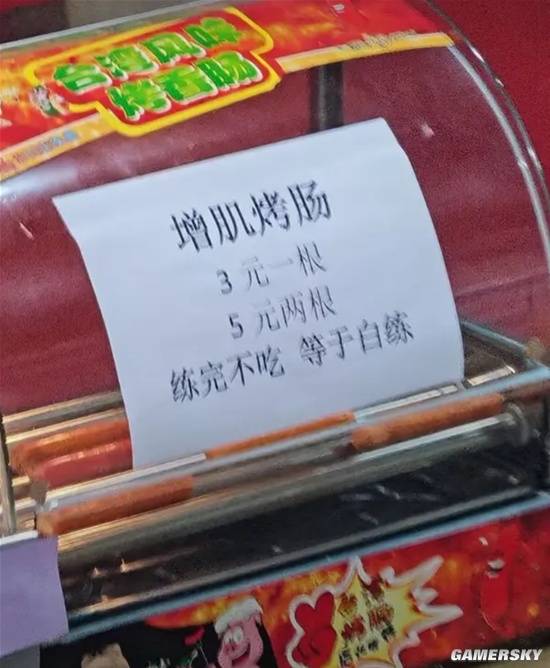 台湾风味
烤香肠
增肌烤肠
3 元一根
5 元两根
练完不吃 等于白练
GAMERSKY